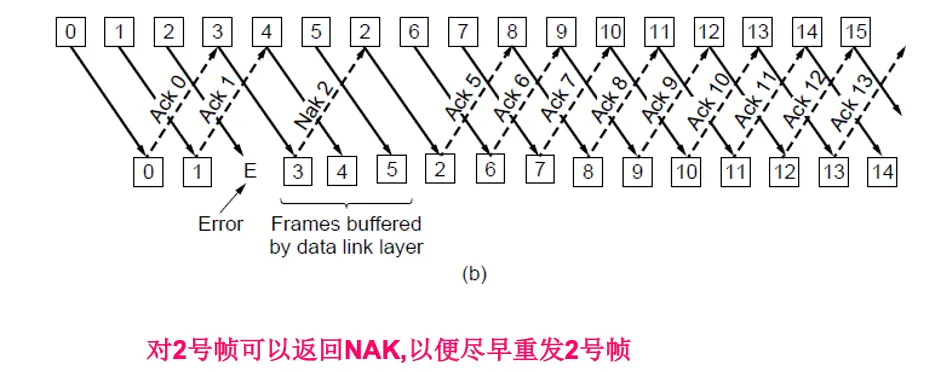 0 1 2 3 4 5 2 6 7 8 9 10 11 12 13 14 15
Ack 0 Ack 1 Nak 2 Ack 5 Ack 6 Ack 7 Ack 8 Ack 9 Ack 10 Ack 11 Ack 12 Ack 13
0 1 E 3 4 5 2 6 7 8 9 10 11 12 13 14
Error Frames buffered
by data link layer
(b)
对2号帧可以返回NAK,以便尽早重发2号帧